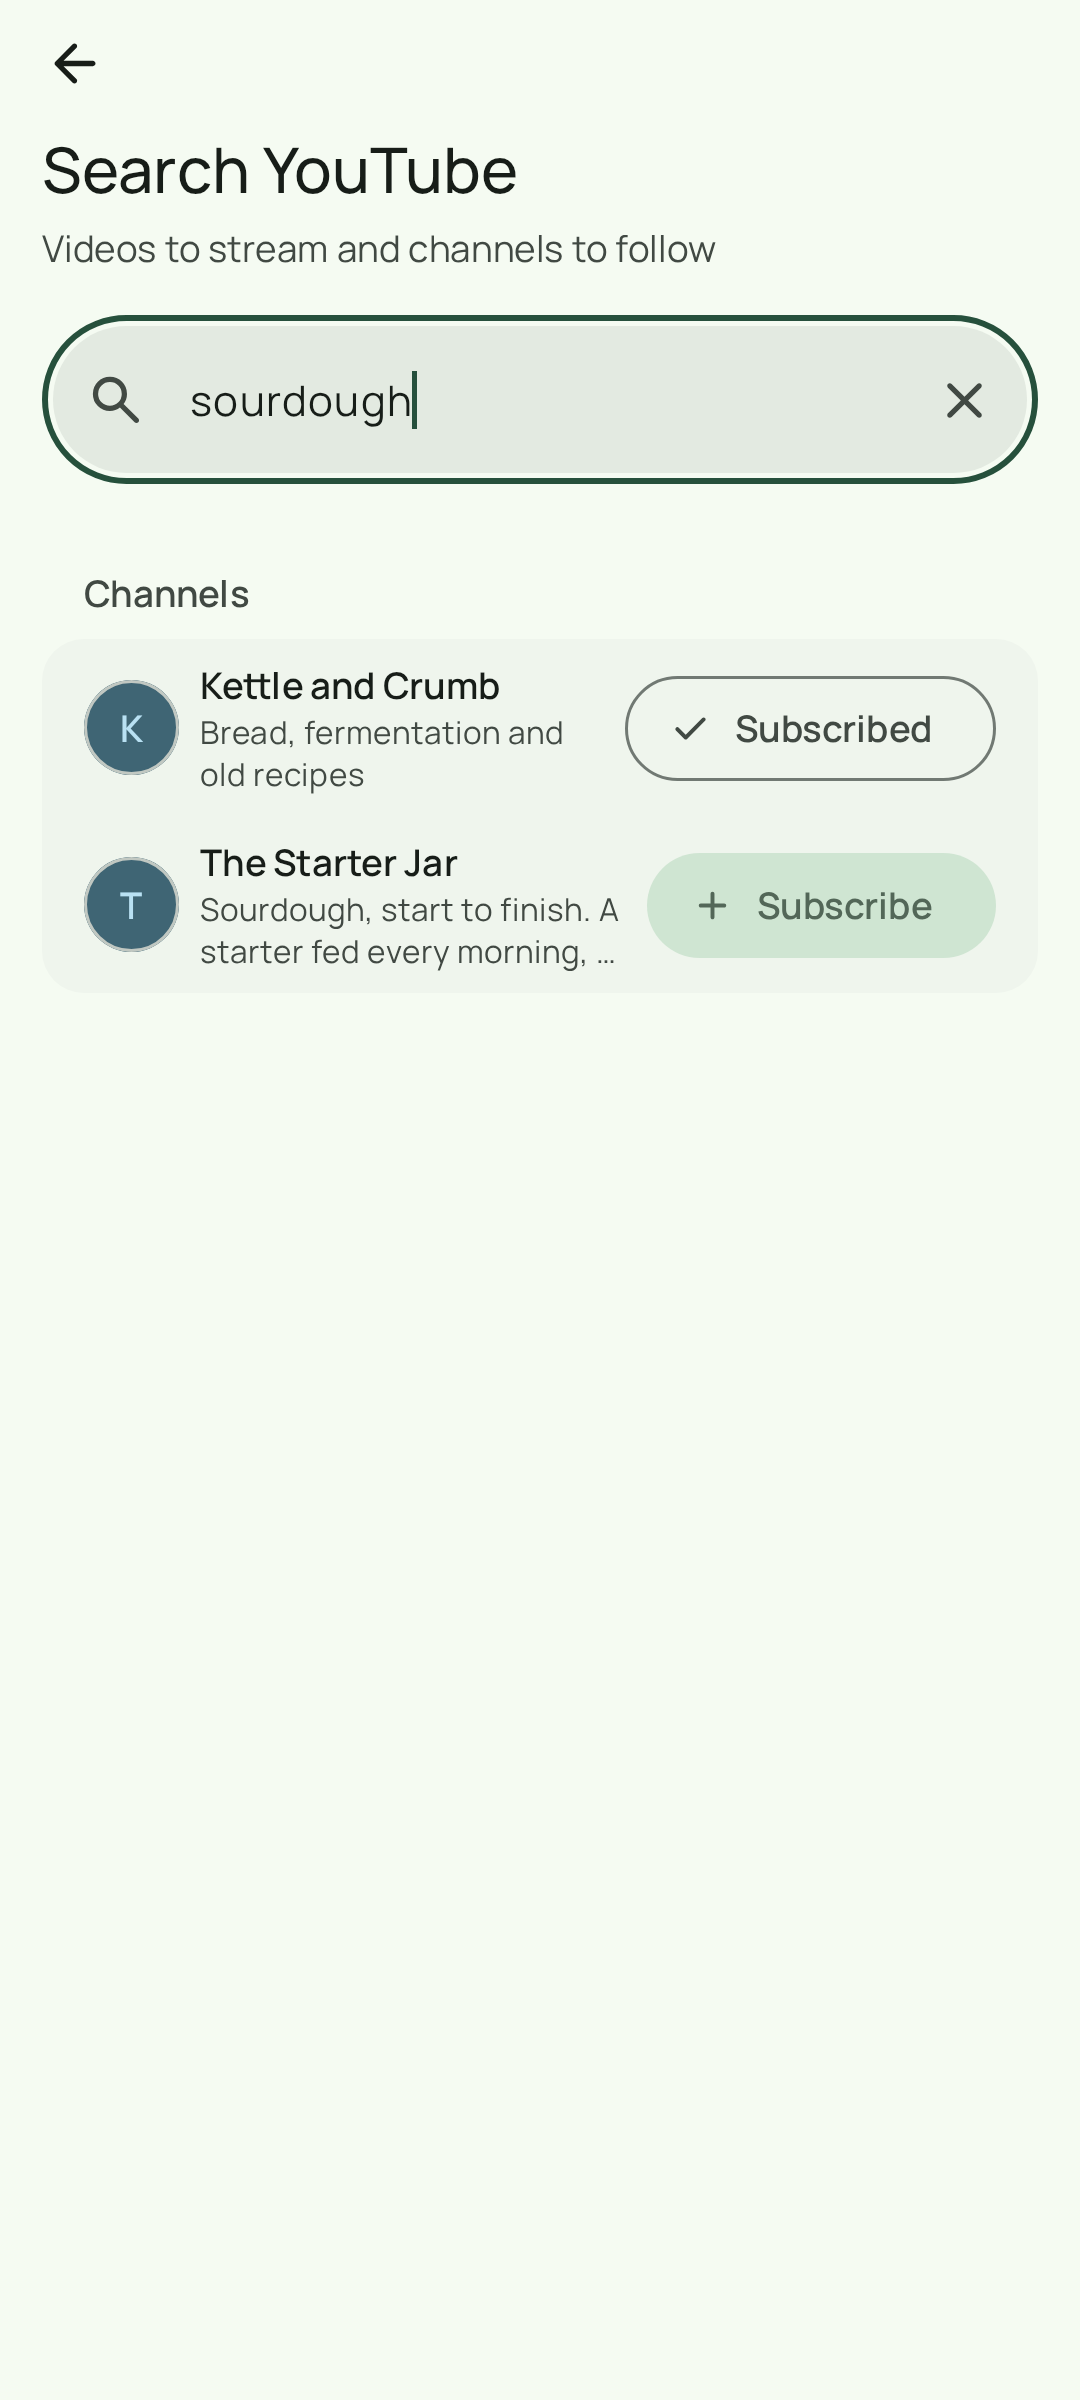 Search YouTube
Videos to stream and channels to follow
sourdough
Channels
K
Kettle and Crumb
Bread, fermentation and
old recipes
Subscribed
T
The Starter Jar
Sourdough, start to finish. A
starter fed every morning, ...
Subscribe